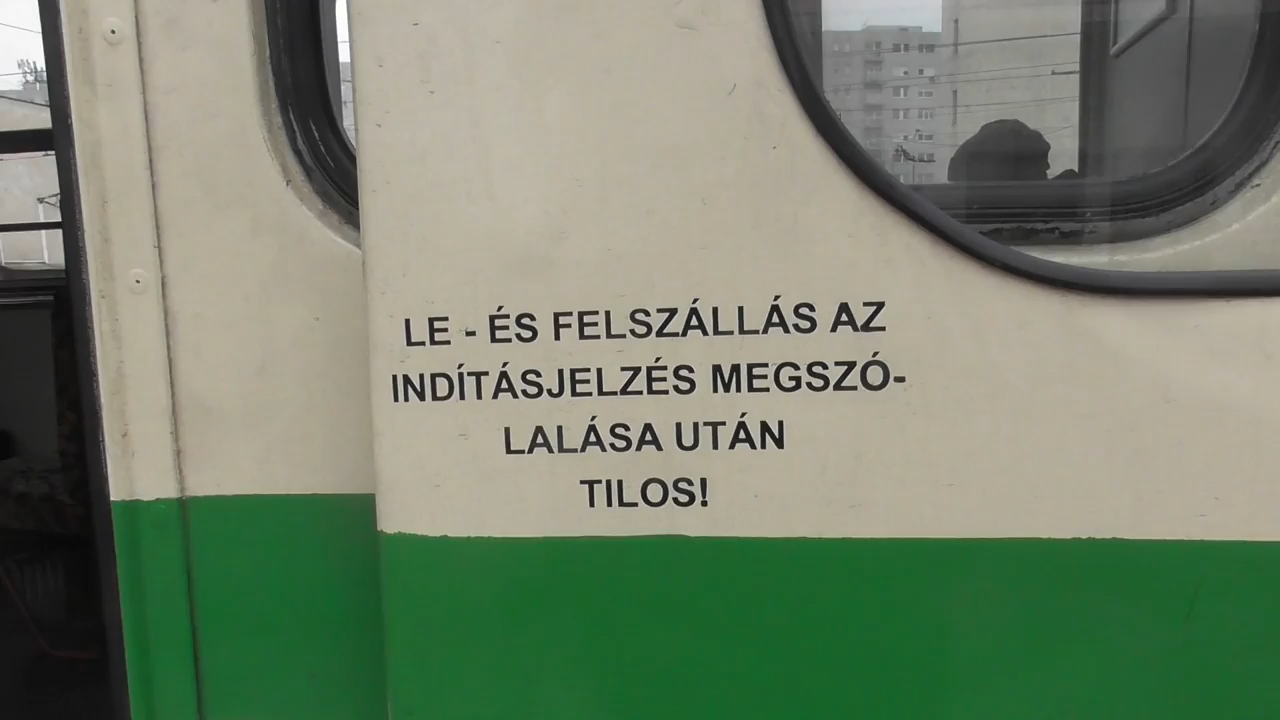 LE - ÉS FELSZÁLLÁS AZ
INDÍTÁSJELZÉS MEGSZÓ-
LALÁSA UTÁN
TILOS!